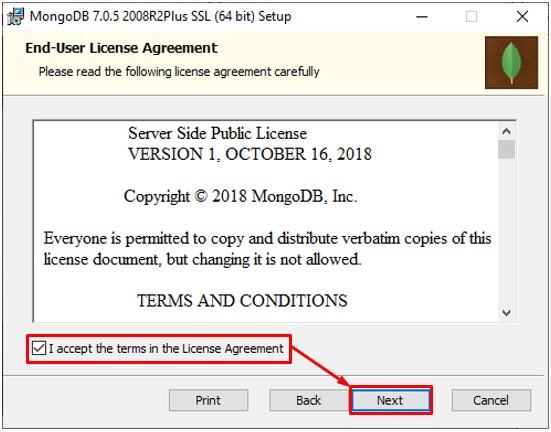 MongoDB 7.0.5 2008R2Plus SSL (64 bit) Setup
End-User License Agreement
Please read the following license agreement carefully
Server Side Public License
VERSION 1, OCTOBER 16, 2018
Copyright © 2018 MongoDB, Inc.
Everyone is permitted to copy and distribute verbatim copies of this
license document, but changing it is not allowed.
TERMS AND CONDITIONS
I accept the terms in the License Agreement
Print Back Next Cancel